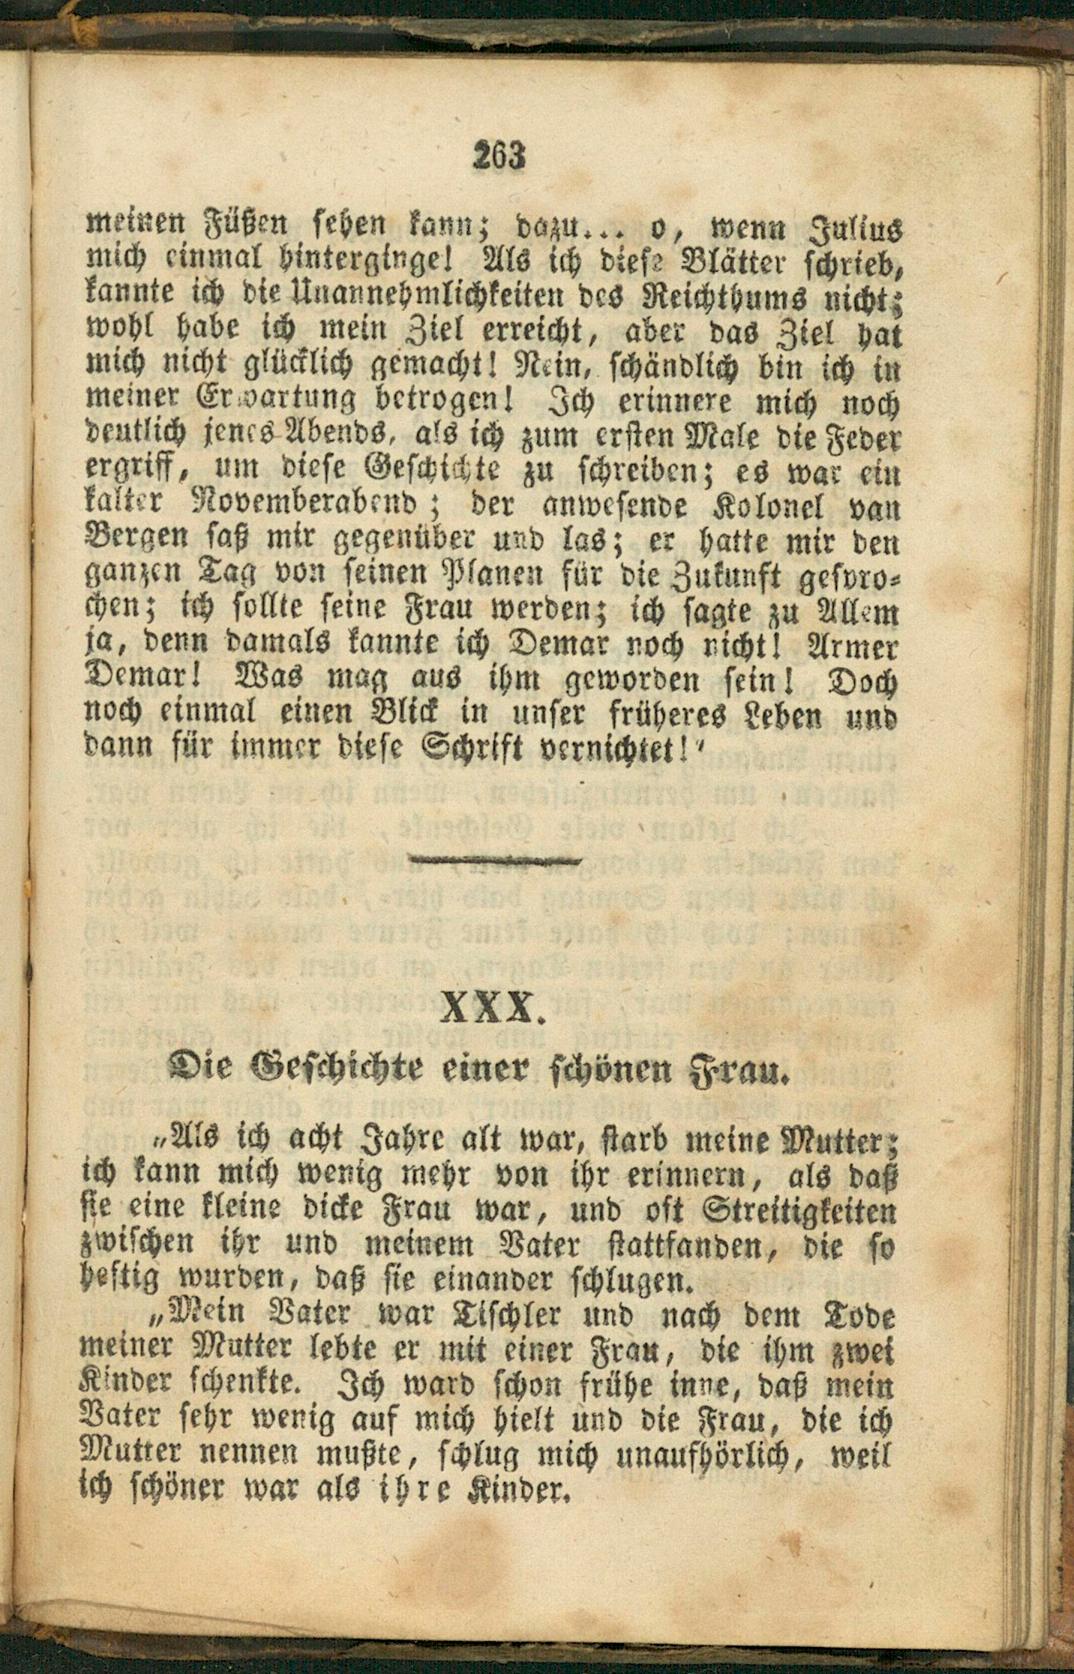 263
meinen Füßen sehen kann; dazu... o, wenn Julius
mich einmal hinterginge! Als ich diese Blätter schrieb,
kannte ich die Unannehmlichkeiten des Reichthums nicht;
wohl habe ich mein Ziel erreicht, aber das Ziel hat
mich nicht glücklich gemacht! Nein, schändlich bin ich in
meiner Erwartung betrogen! Ich erinnere mich noch
deutlich jenes Abends, als ich zum ersten Male die Feder
ergriff, um diese Geschichte zu schreiben; es war ein
kalter Novemberabend; der anwesende Kolonel van
Bergen saß mir gegenüber und las; er hatte mir den
ganzen Tag von seinen Planen für die Zukunft gespro-
chen; ich sollte seine Frau werden; ich sagte zu Allem
ja, denn damals kannte ich Demar noch nicht! Armer
Demar! Was mag aus ihm geworden sein! Doch
noch einmal einen Blick in unser früheres Leben und
dann für immer diese Schrift vernichtet!"
XXX.
Die Geschichte einer schönen Frau.
„Als ich acht Jahre alt war, starb meine Mutter;
ich kann mich wenig mehr von ihr erinnern, als daß
sie eine kleine dicke Frau war, und oft Streitigkeiten
zwischen ihr und meinem Vater stattfanden, die so
heftig wurden, daß sie einander schlugen.
„Mein Vater war Tischler und nach dem Tode
meiner Mutter lebte er mit einer Frau, die ihm zwei
Kinder schenkte. Ich ward schon frühe inne, daß mein
Vater sehr wenig auf mich hielt und die Frau, die ich
Mutter nennen mußte, schlug mich unaufhörlich, weil
ich schöner war als ihre Kinder.